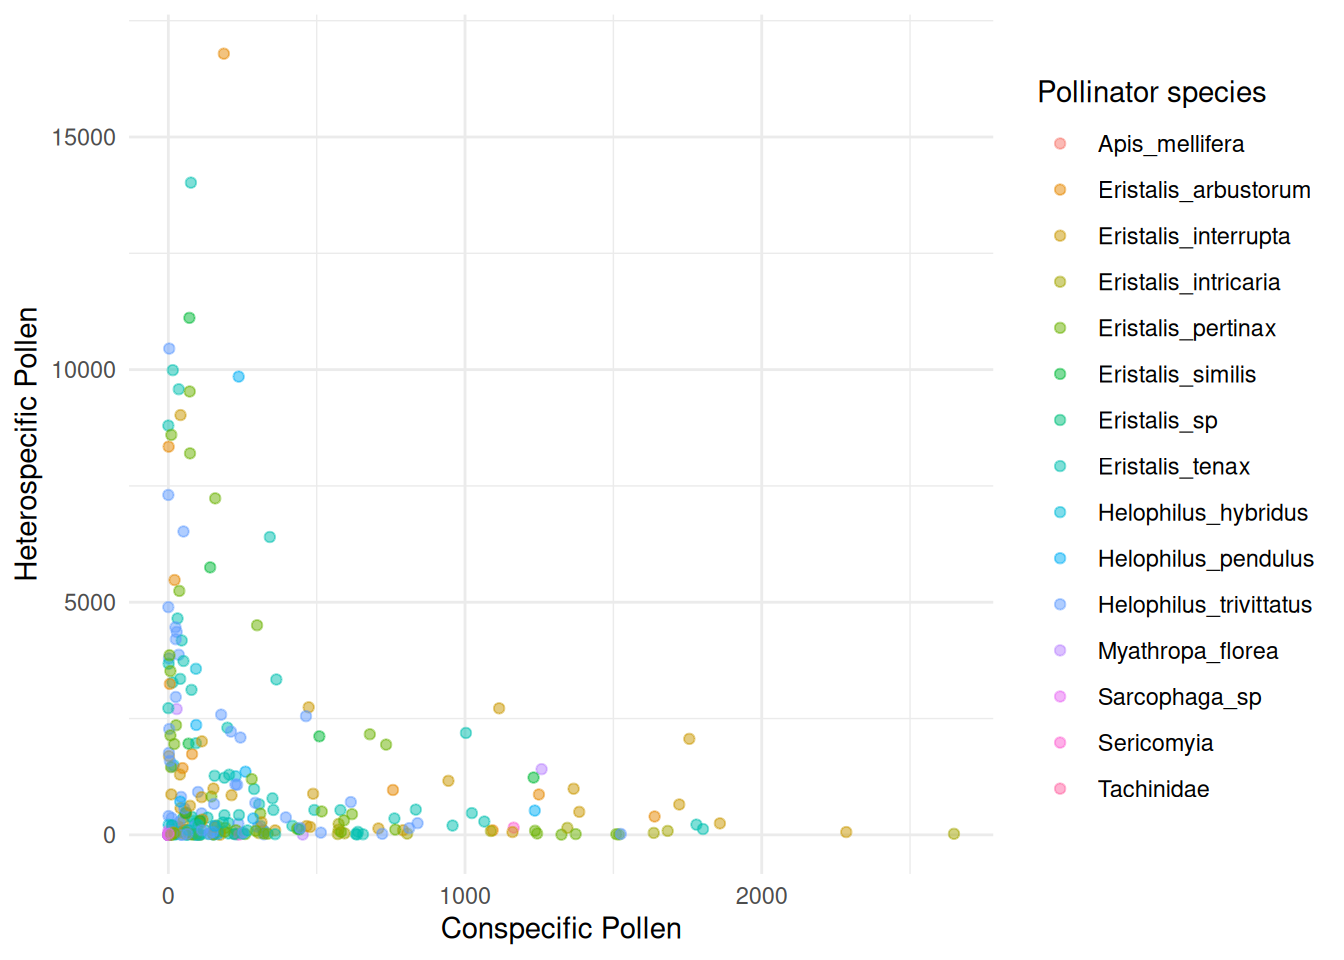 15000
10000
5000
0
0
1000
2000
Conspecific Pollen
Heterospecific Pollen
Pollinator species
Apis_mellifera
Eristalis_arbustorum
Eristalis_interrupta
Eristalis_intricaria
Eristalis_pertinax
Eristalis_similis
Eristalis_sp
Eristalis_tenax
Helophilus_hybridus
Helophilus_pendulus
Helophilus_trivittatus
Myathropa_florea
Sarcophaga_sp
Sericomyia
Tachinidae